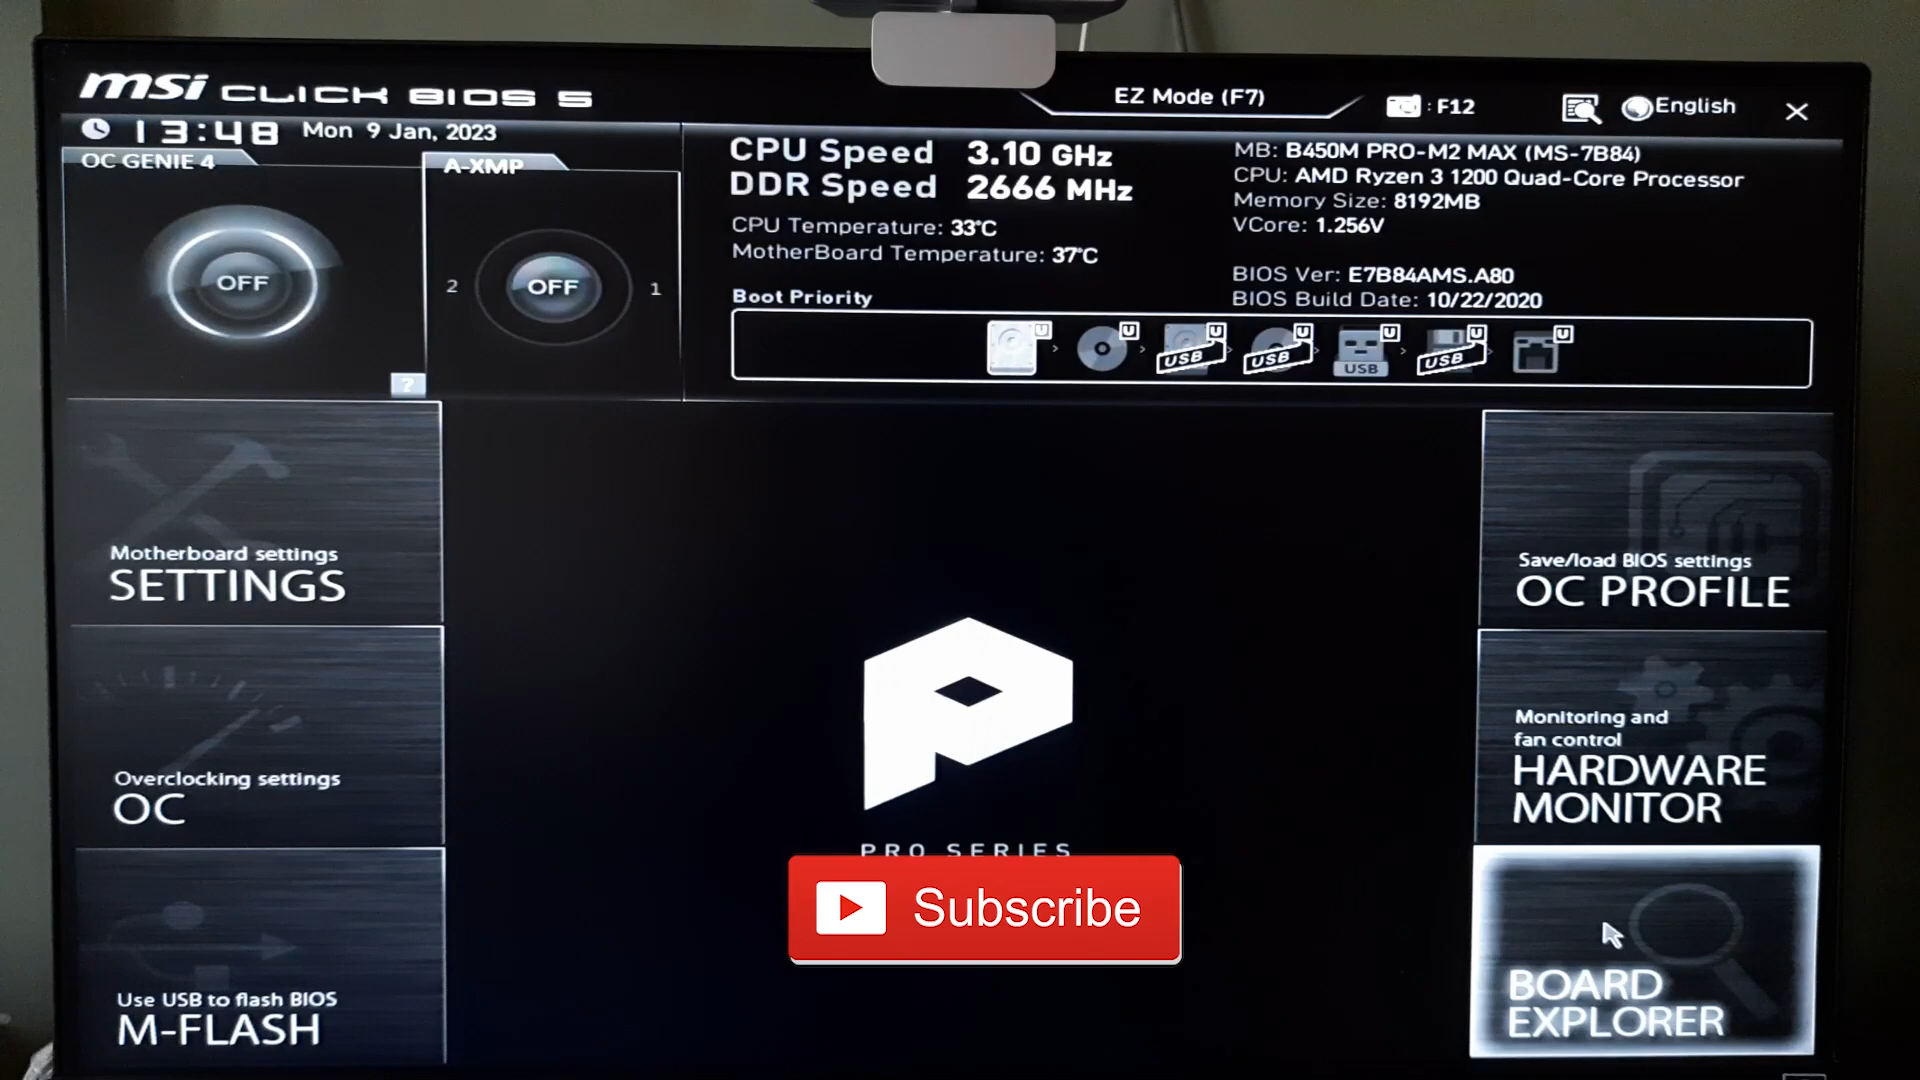 msi CLICK BIOS 5
EZ Mode (F7)
: F12
English
X
13:48 Mon 9 Jan, 2023
OC GENIE 4
A-XMP
OFF
2 OFF 1
?
CPU Speed 3.10 GHz
DDR Speed 2666 MHz
CPU Temperature: 33°C
MotherBoard Temperature: 37°C
MB: B450M PRO-M2 MAX (MS-7B84)
CPU: AMD Ryzen 3 1200 Quad-Core Processor
Memory Size: 8192MB
VCore: 1.256V
BIOS Ver: E7B84AMS.A80
BIOS Build Date: 10/22/2020
Boot Priority
U U U U U U U
USB USB USB USB
Motherboard settings
SETTINGS
Overclocking settings
OC
Use USB to flash BIOS
M-FLASH
PRO SERIES
Subscribe
Save/load BIOS settings
OC PROFILE
Monitoring and
fan control
HARDWARE
MONITOR
BOARD
EXPLORER